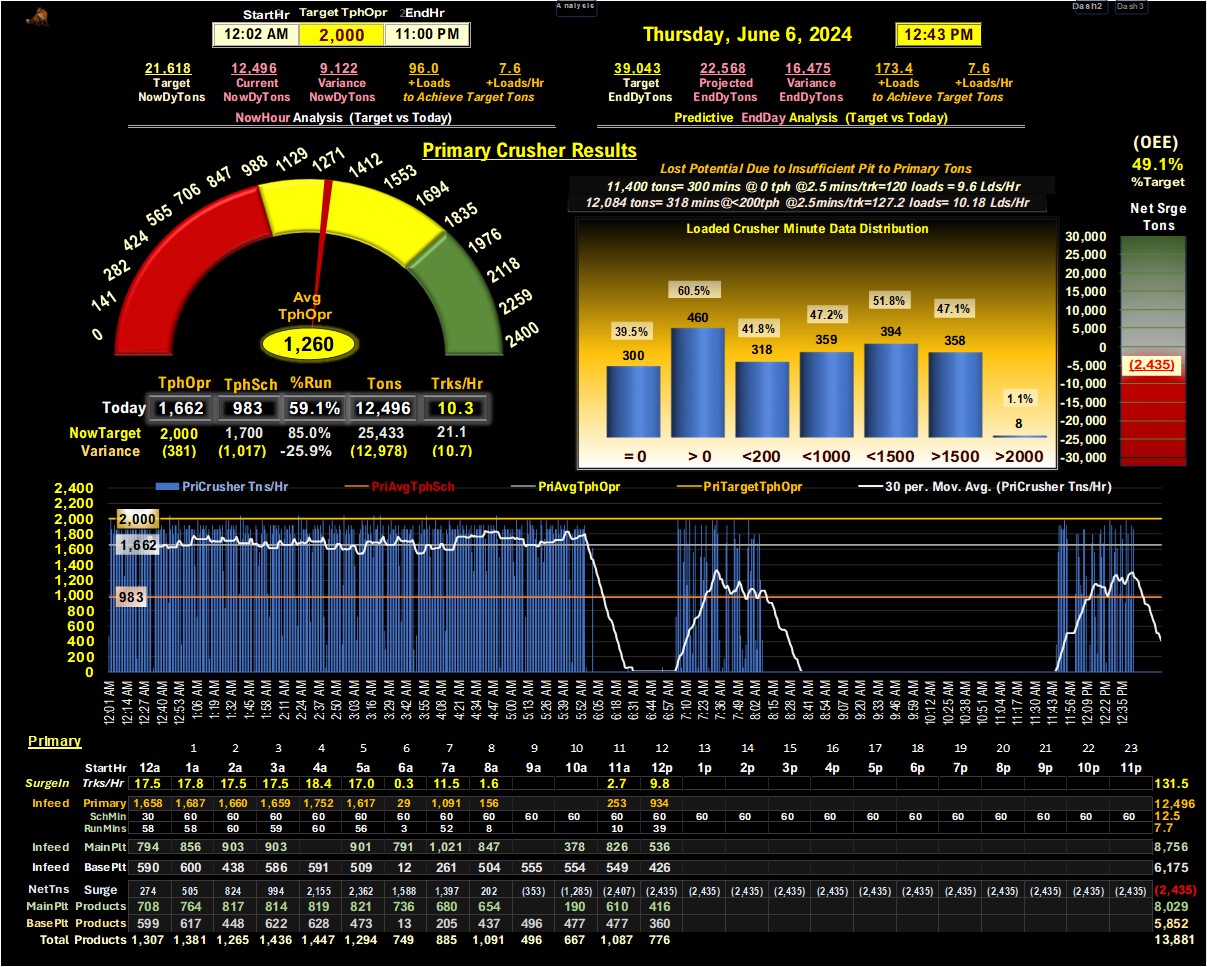 Analysis
Dash2 Dash3
StartHr Target TphOpr 2EndHr
12:02 AM 2,000 11:00 PM
Thursday, June 6, 2024 12:43 PM
21,618 12,496 9,122 96.0 7.6
Target Current Variance +Loads +Loads/Hr
NowDyTons NowDyTons NowDyTons to Achieve Target Tons
NowHour Analysis (Target vs Today)
39,043 22,568 16,475 173.4 7.6
Target Projected Variance +Loads +Loads/Hr
EndDyTons EndDyTons EndDyTons to Achieve Target Tons
Predictive EndDay Analysis (Target vs Today)
Primary Crusher Results
0 141 282 424 565 706 847 988 1129 1271 1412 1553 1694 1835 1976 2118 2259 2400
Avg
TphOpr
1,260
TphOpr TphSch %Run Tons Trks/Hr
Today 1,662 983 59.1% 12,496 10.3
NowTarget 2,000 1,700 85.0% 25,433 21.1
Variance (381) (1,017) -25.9% (12,978) (10.7)
Lost Potential Due to Insufficient Pit to Primary Tons
11,400 tons= 300 mins @ 0 tph @2.5 mins/trk=120 loads = 9.6 Lds/Hr
12,084 tons= 318 mins@<200tph @2.5mins/trk=127.2 loads= 10.18 Lds/Hr
Loaded Crusher Minute Data Distribution
39.5% 60.5% 41.8% 47.2% 51.8% 47.1% 1.1%
300 460 318 359 394 358 8
= 0 > 0 <200 <1000 <1500 >1500 >2000
(OEE)
49.1%
%Target
Net Srge
Tons
30,000
25,000
20,000
15,000
10,000
5,000
0
-5,000
(2,435)
-10,000
-15,000
-20,000
-25,000
-30,000
PriCrusher Tns/Hr PriAvgTphSch PriAvgTphOpr PriTargetTphOpr 30 per. Mov. Avg. (PriCrusher Tns/Hr)
2,400
2,200
2,000
1,800
1,600
1,400
1,200
1,000
800
600
400
200
0
2,000
1,662
983
12:01 AM 12:14 AM 12:27 AM 12:40 AM 12:53 AM 1:06 AM 1:19 AM 1:32 AM 1:45 AM 1:58 AM 2:11 AM 2:24 AM 2:37 AM 2:50 AM 3:03 AM 3:16 AM 3:29 AM 3:42 AM 3:55 AM 4:08 AM 4:21 AM 4:34 AM 4:47 AM 5:00 AM 5:13 AM 5:26 AM 5:39 AM 5:52 AM 6:05 AM 6:18 AM 6:31 AM 6:44 AM 6:57 AM 7:10 AM 7:23 AM 7:36 AM 7:49 AM 8:02 AM 8:15 AM 8:28 AM 8:41 AM 8:54 AM 9:07 AM 9:20 AM 9:33 AM 9:46 AM 9:59 AM 10:12 AM 10:25 AM 10:38 AM 10:51 AM 11:04 AM 11:17 AM 11:30 AM 11:43 AM 11:56 AM 12:09 PM 12:22 PM 12:35 PM
Primary
1 2 3 4 5 6 7 8 9 10 11 12 13 14 15 16 17 18 19 20 21 22 23
StartHr 12a 1a 2a 3a 4a 5a 6a 7a 8a 9a 10a 11a 12p 1p 2p 3p 4p 5p 6p 7p 8p 9p 10p 11p
SurgeIn Trks/Hr 17.5 17.8 17.5 17.5 18.4 17.0 0.3 11.5 1.6 2.7 9.8 131.5
Infeed Primary 1,658 1,687 1,660 1,659 1,752 1,617 29 1,091 156 253 934 12,496
SchMin 30 60 60 60 60 60 60 60 60 60 60 60 60 60 60 60 60 60 60 60 60 60 60 60 12.5
RunMins 58 58 60 59 60 56 3 52 8 10 39 7.7
Infeed MainPlt 794 856 903 903 901 791 1,021 847 378 826 536 8,756
Infeed BasePlt 590 600 438 586 591 509 12 261 504 555 554 549 426 6,175
NetTns Surge 274 505 824 994 2,155 2,362 1,588 1,397 202 (353) (1,285) (2,407) (2,435) (2,435) (2,435) (2,435) (2,435) (2,435) (2,435) (2,435) (2,435) (2,435) (2,435) (2,435) (2,435)
MainPlt Products 708 764 817 814 819 821 736 680 654 190 610 416 8,029
BasePlt Products 599 617 448 622 628 473 13 205 437 496 477 477 360 5,852
Total Products 1,307 1,381 1,265 1,436 1,447 1,294 749 885 1,091 496 667 1,087 776 13,881